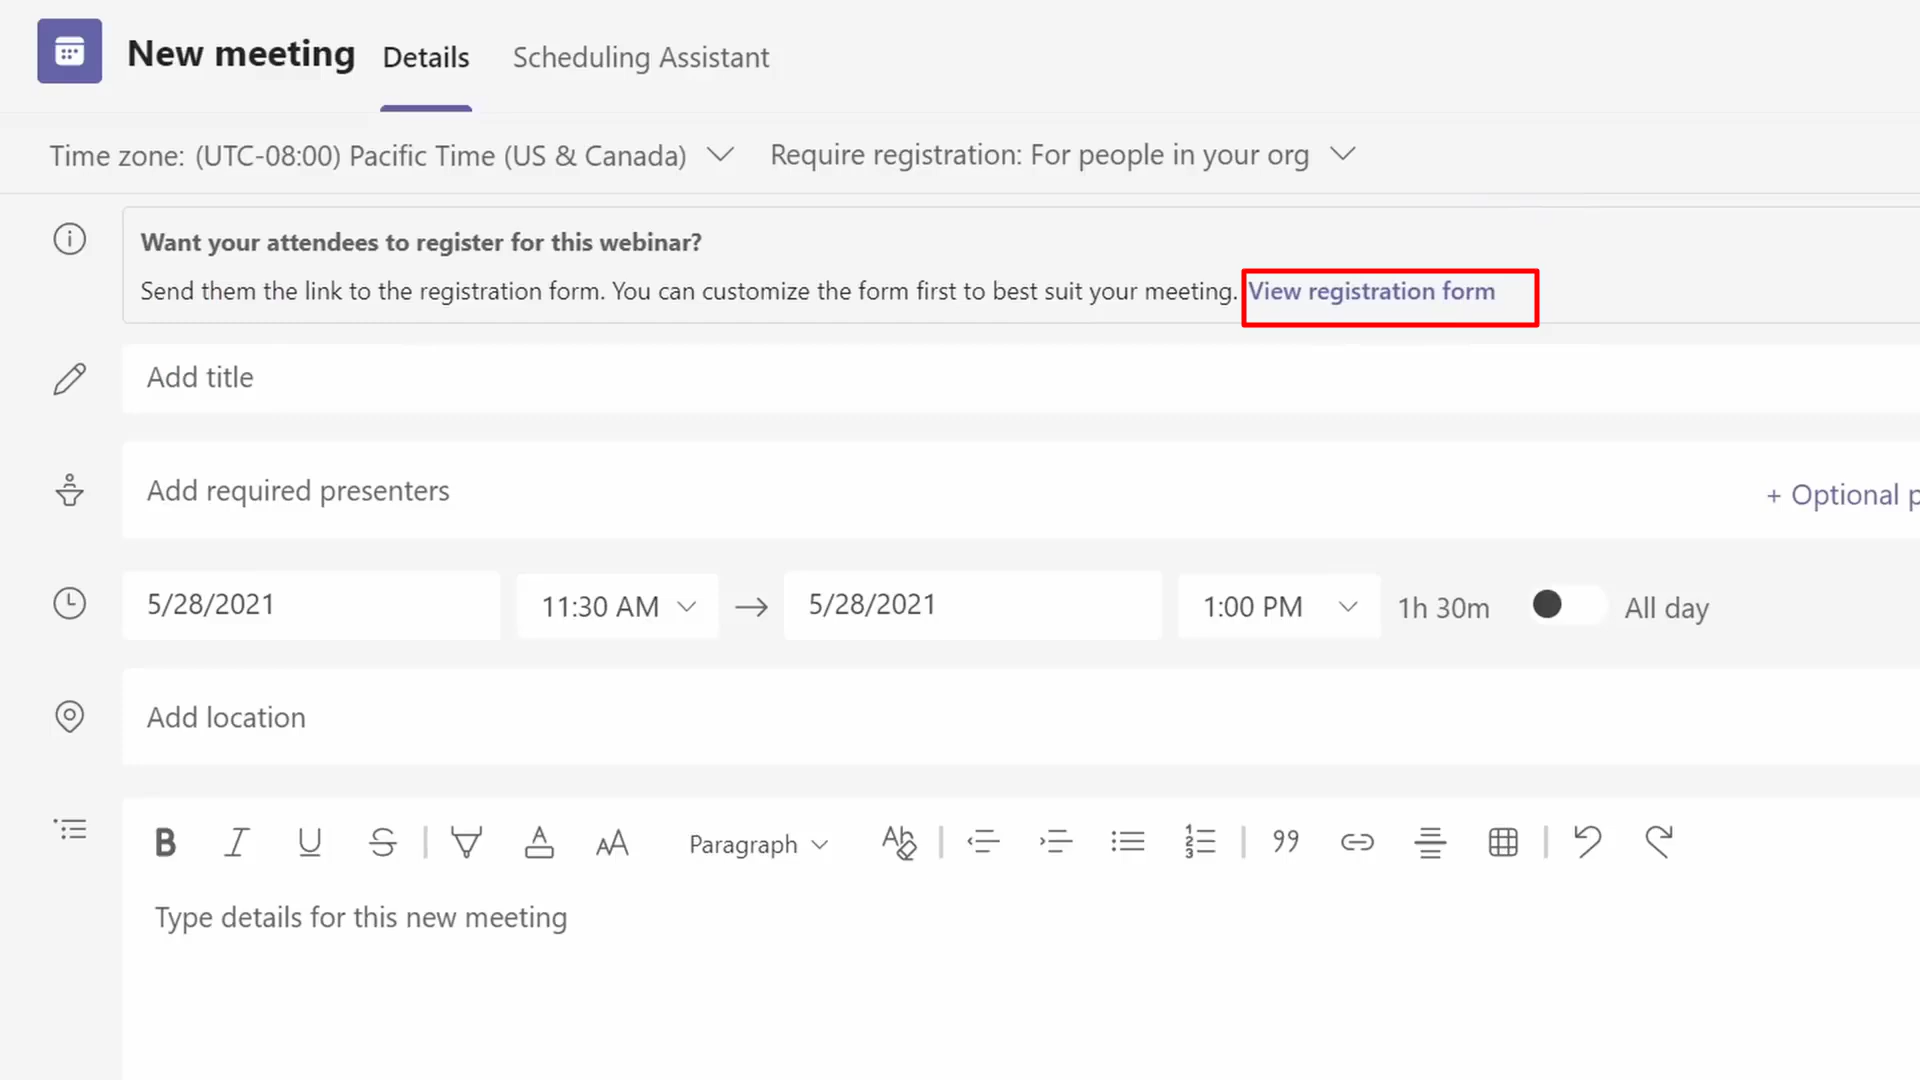 New meeting Details Scheduling Assistant
Time zone: (UTC-08:00) Pacific Time (US & Canada) Require registration: For people in your org
Want your attendees to register for this webinar?
Send them the link to the registration form. You can customize the form first to best suit your meeting. View registration form
Add title
Add required presenters
+ Optional p
5/28/2021 11:30 AM → 5/28/2021 1:00 PM 1h 30m All day
Add location
Paragraph
Type details for this new meeting